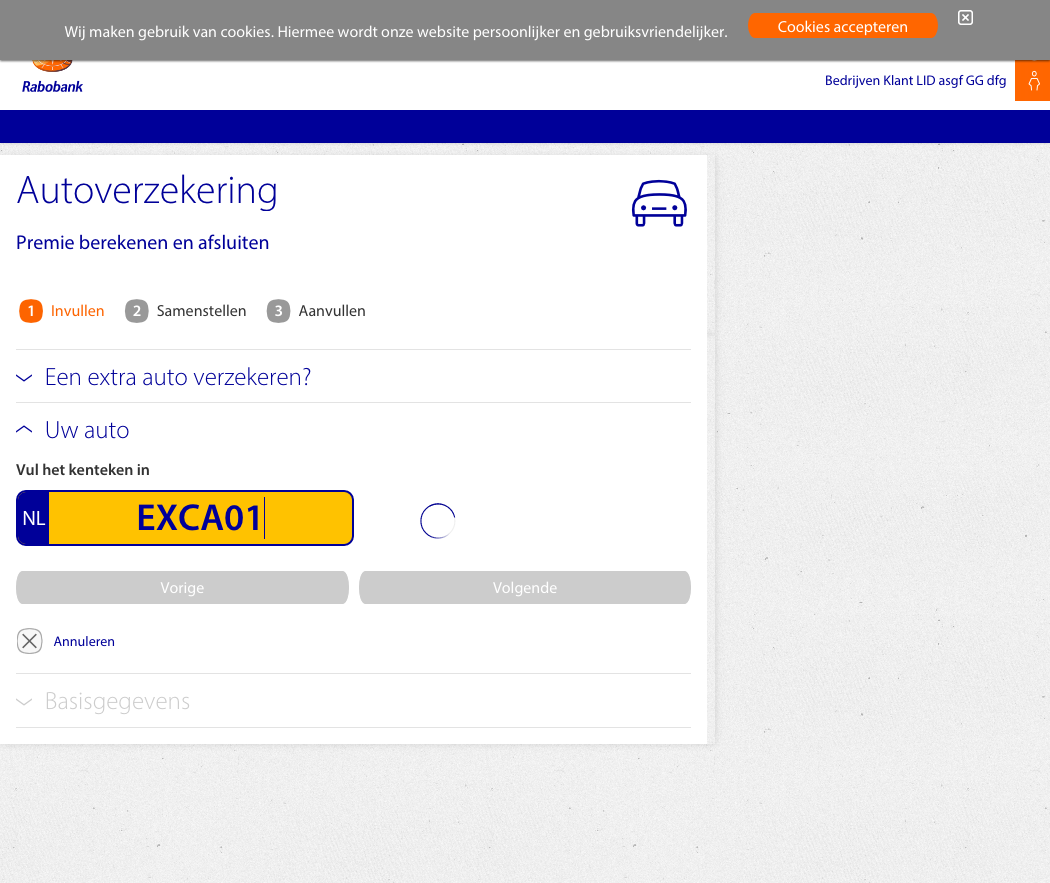 Wij maken gebruik van cookies. Hiermee wordt onze website persoonlijker en gebruiksvriendelijker.
Cookies accepteren
Rabobank
Bedrijven Klant LID asgf GG dfg
Autoverzekering
Premie berekenen en afsluiten
1 Invullen 2 Samenstellen 3 Aanvullen
Een extra auto verzekeren?
Uw auto
Vul het kenteken in
NL EXCA01
Vorige Volgende
Annuleren
Basisgegevens